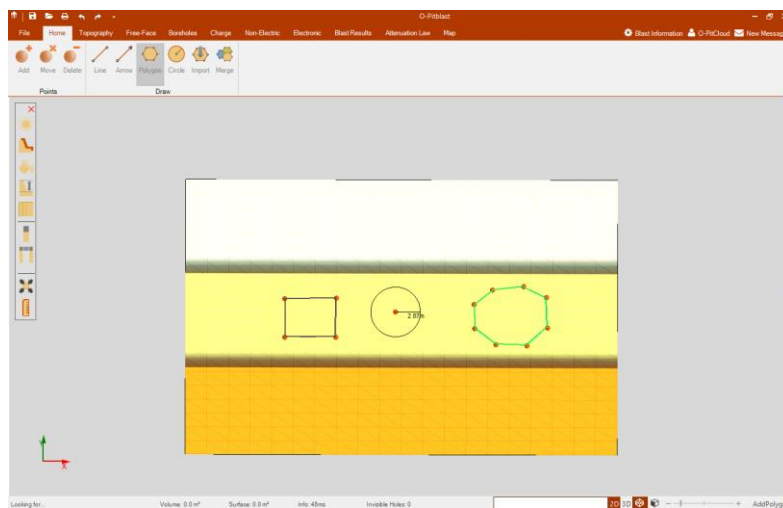 O-Pitblast
File Home Topography Free-Face Boreholes Charge Non-Electric Electronic Blast Results Attenuation Law Map Blast Information O-PitCloud New Messag
Add Move Delete Line Arrow Polygon Circle Import Merge
Points Draw
2.87m
Y
X
Looking for... Volume: 0.0 m³ Surface: 0.0 m² Info: 48ms Invisible Holes: 0 2D 3D AddPolyg